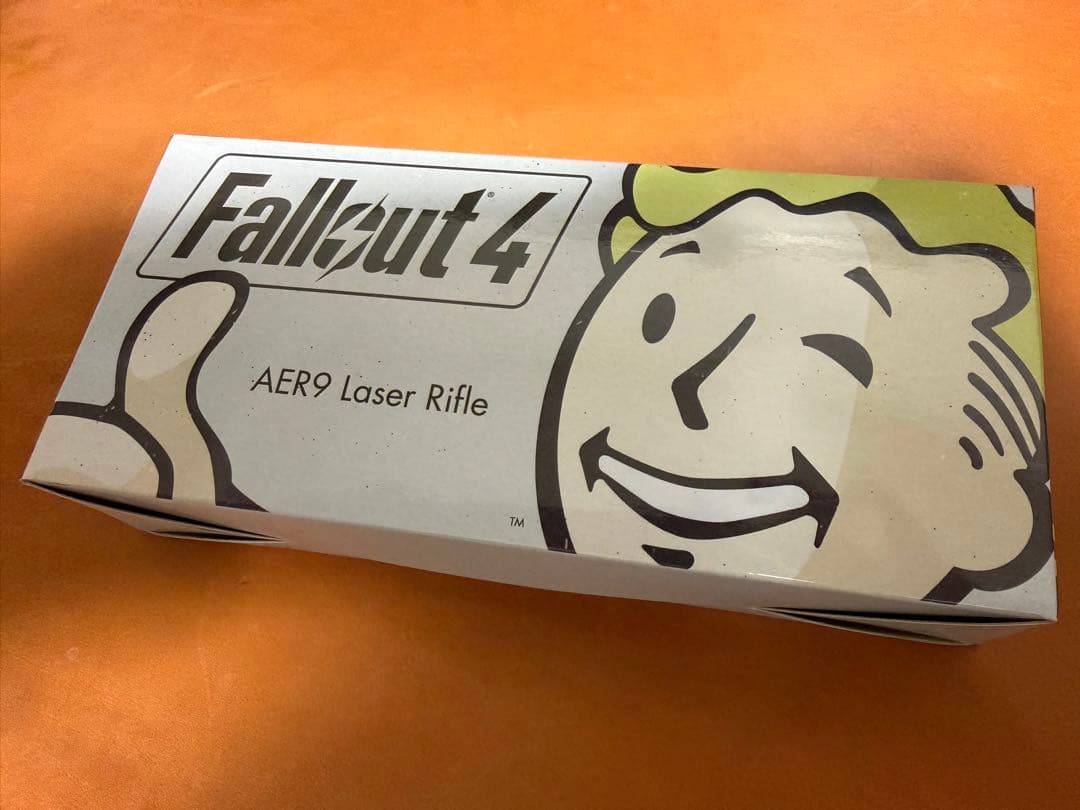 Fallout® 4
AER9 Laser Rifle
TM